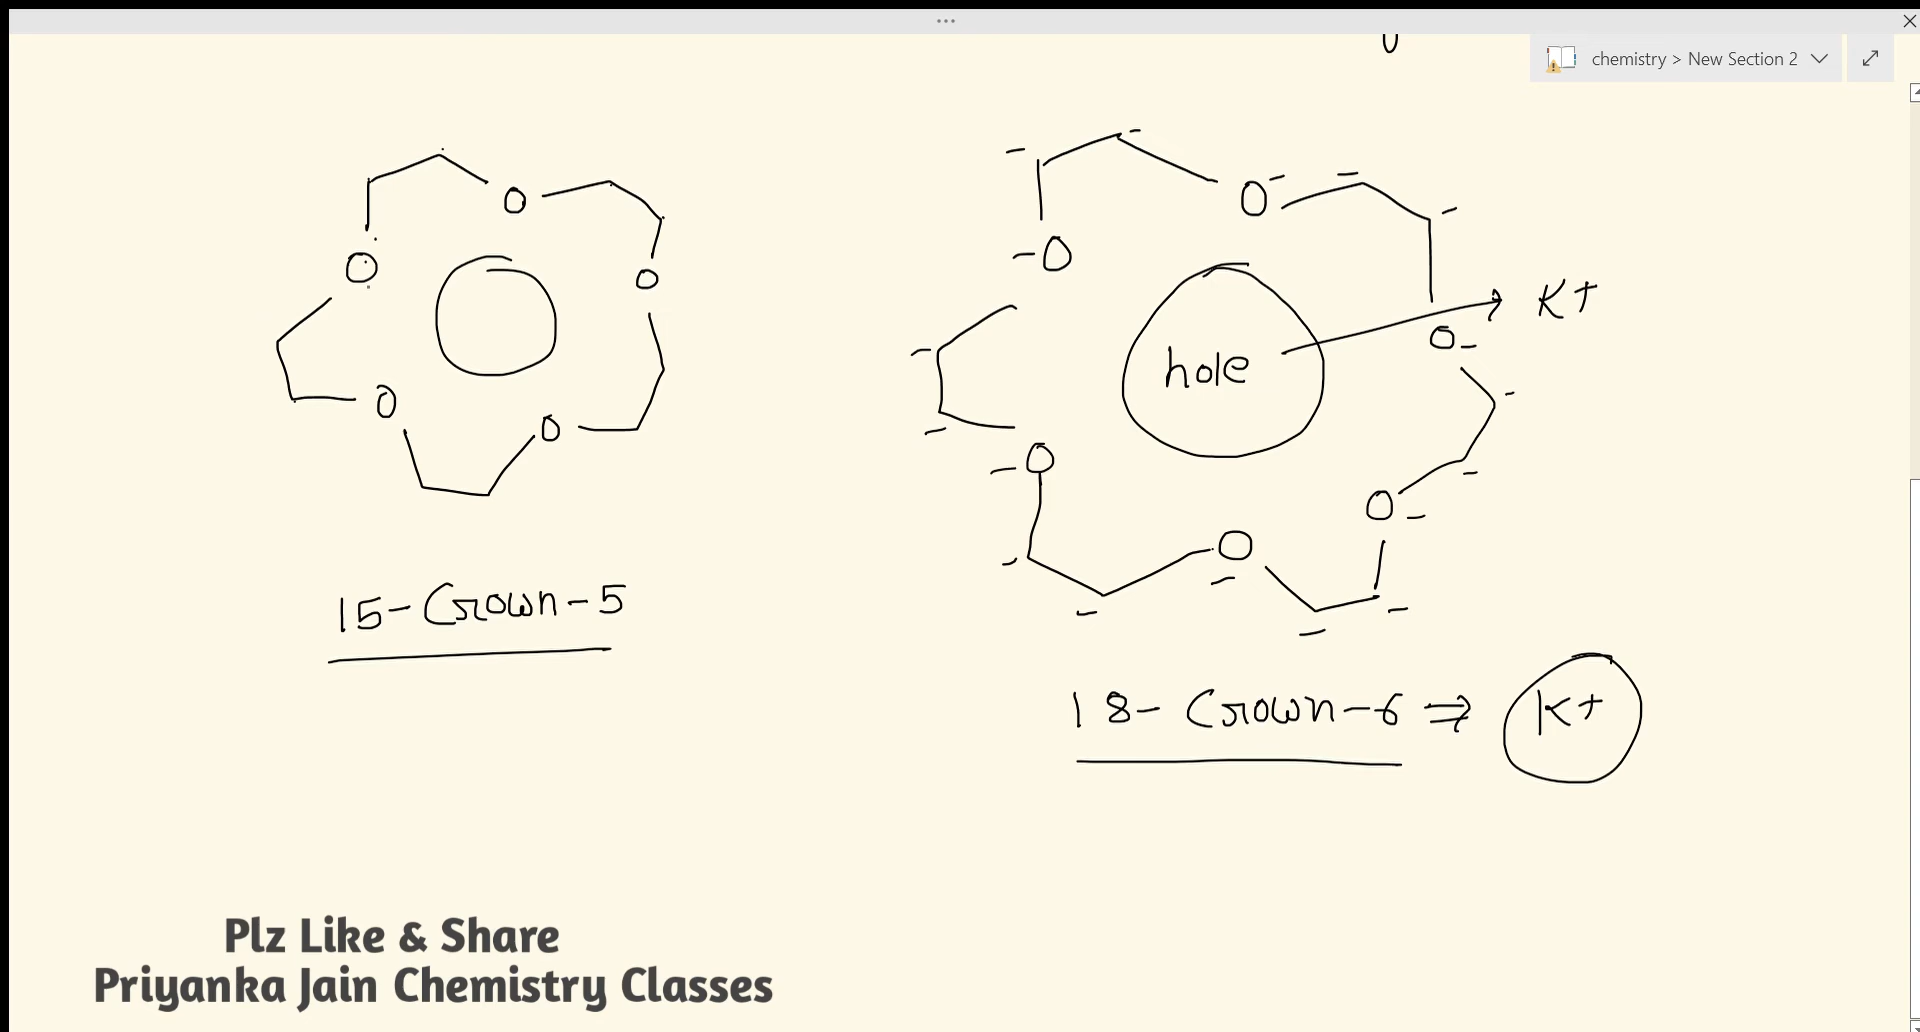 chemistry > New Section 2
O
O
O
O
O
15-Crown-5
O
-O
O
-O
O
O
hole
K+
18-Crown-6 ⇒ K+
Plz Like & Share
Priyanka Jain Chemistry Classes